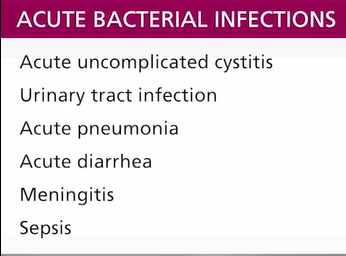 ACUTE BACTERIAL INFECTIONS
Acute uncomplicated cystitis
Urinary tract infection
Acute pneumonia
Acute diarrhea
Meningitis
Sepsis